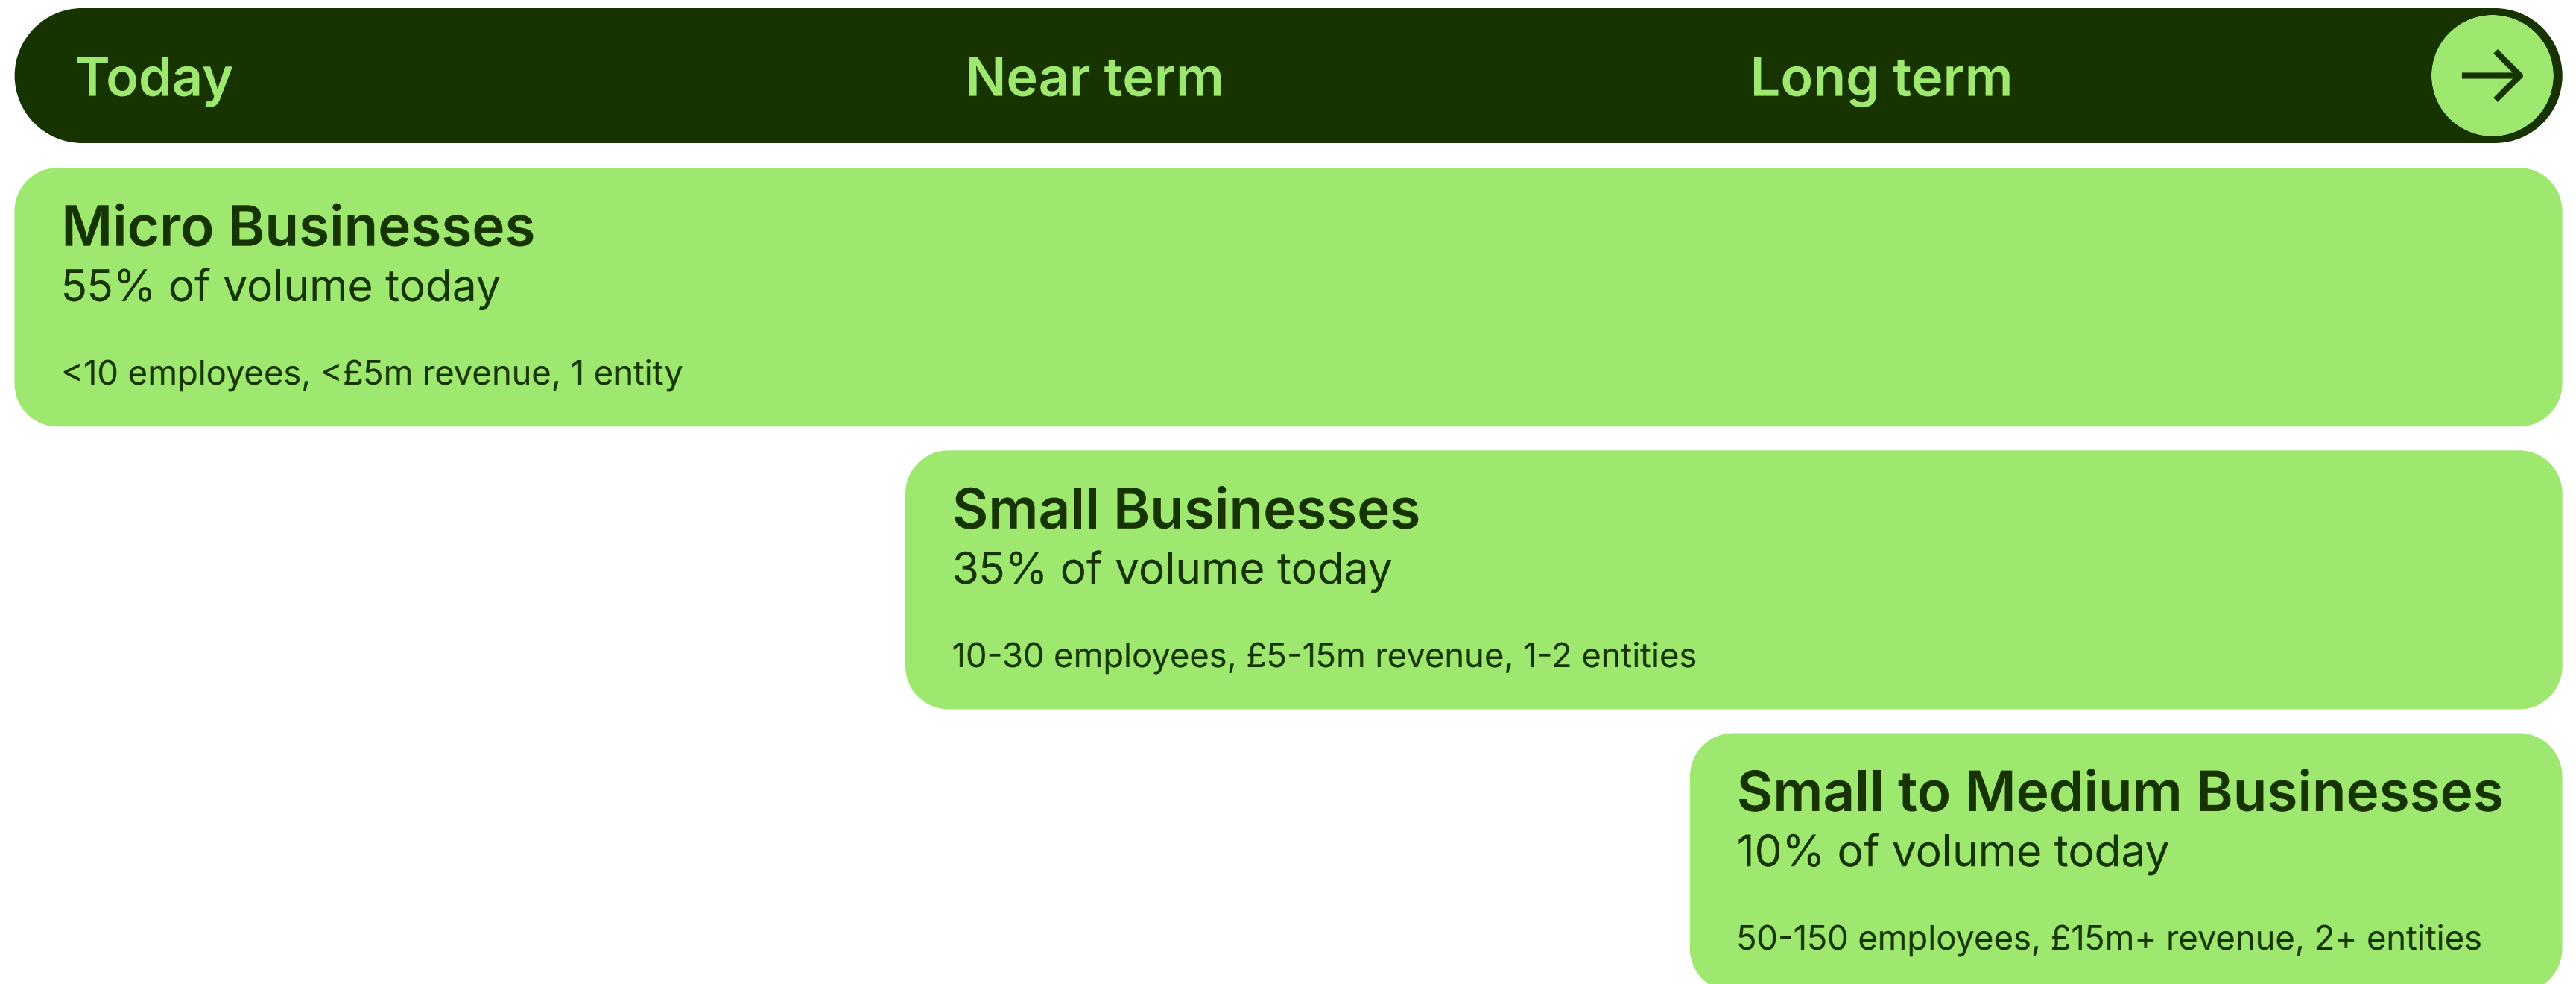 Today
Near term
Long term
Micro Businesses
55% of volume today
<10 employees, <£5m revenue, 1 entity
Small Businesses
35% of volume today
10-30 employees, £5-15m revenue, 1-2 entities
Small to Medium Businesses
10% of volume today
50-150 employees, £15m+ revenue, 2+ entities